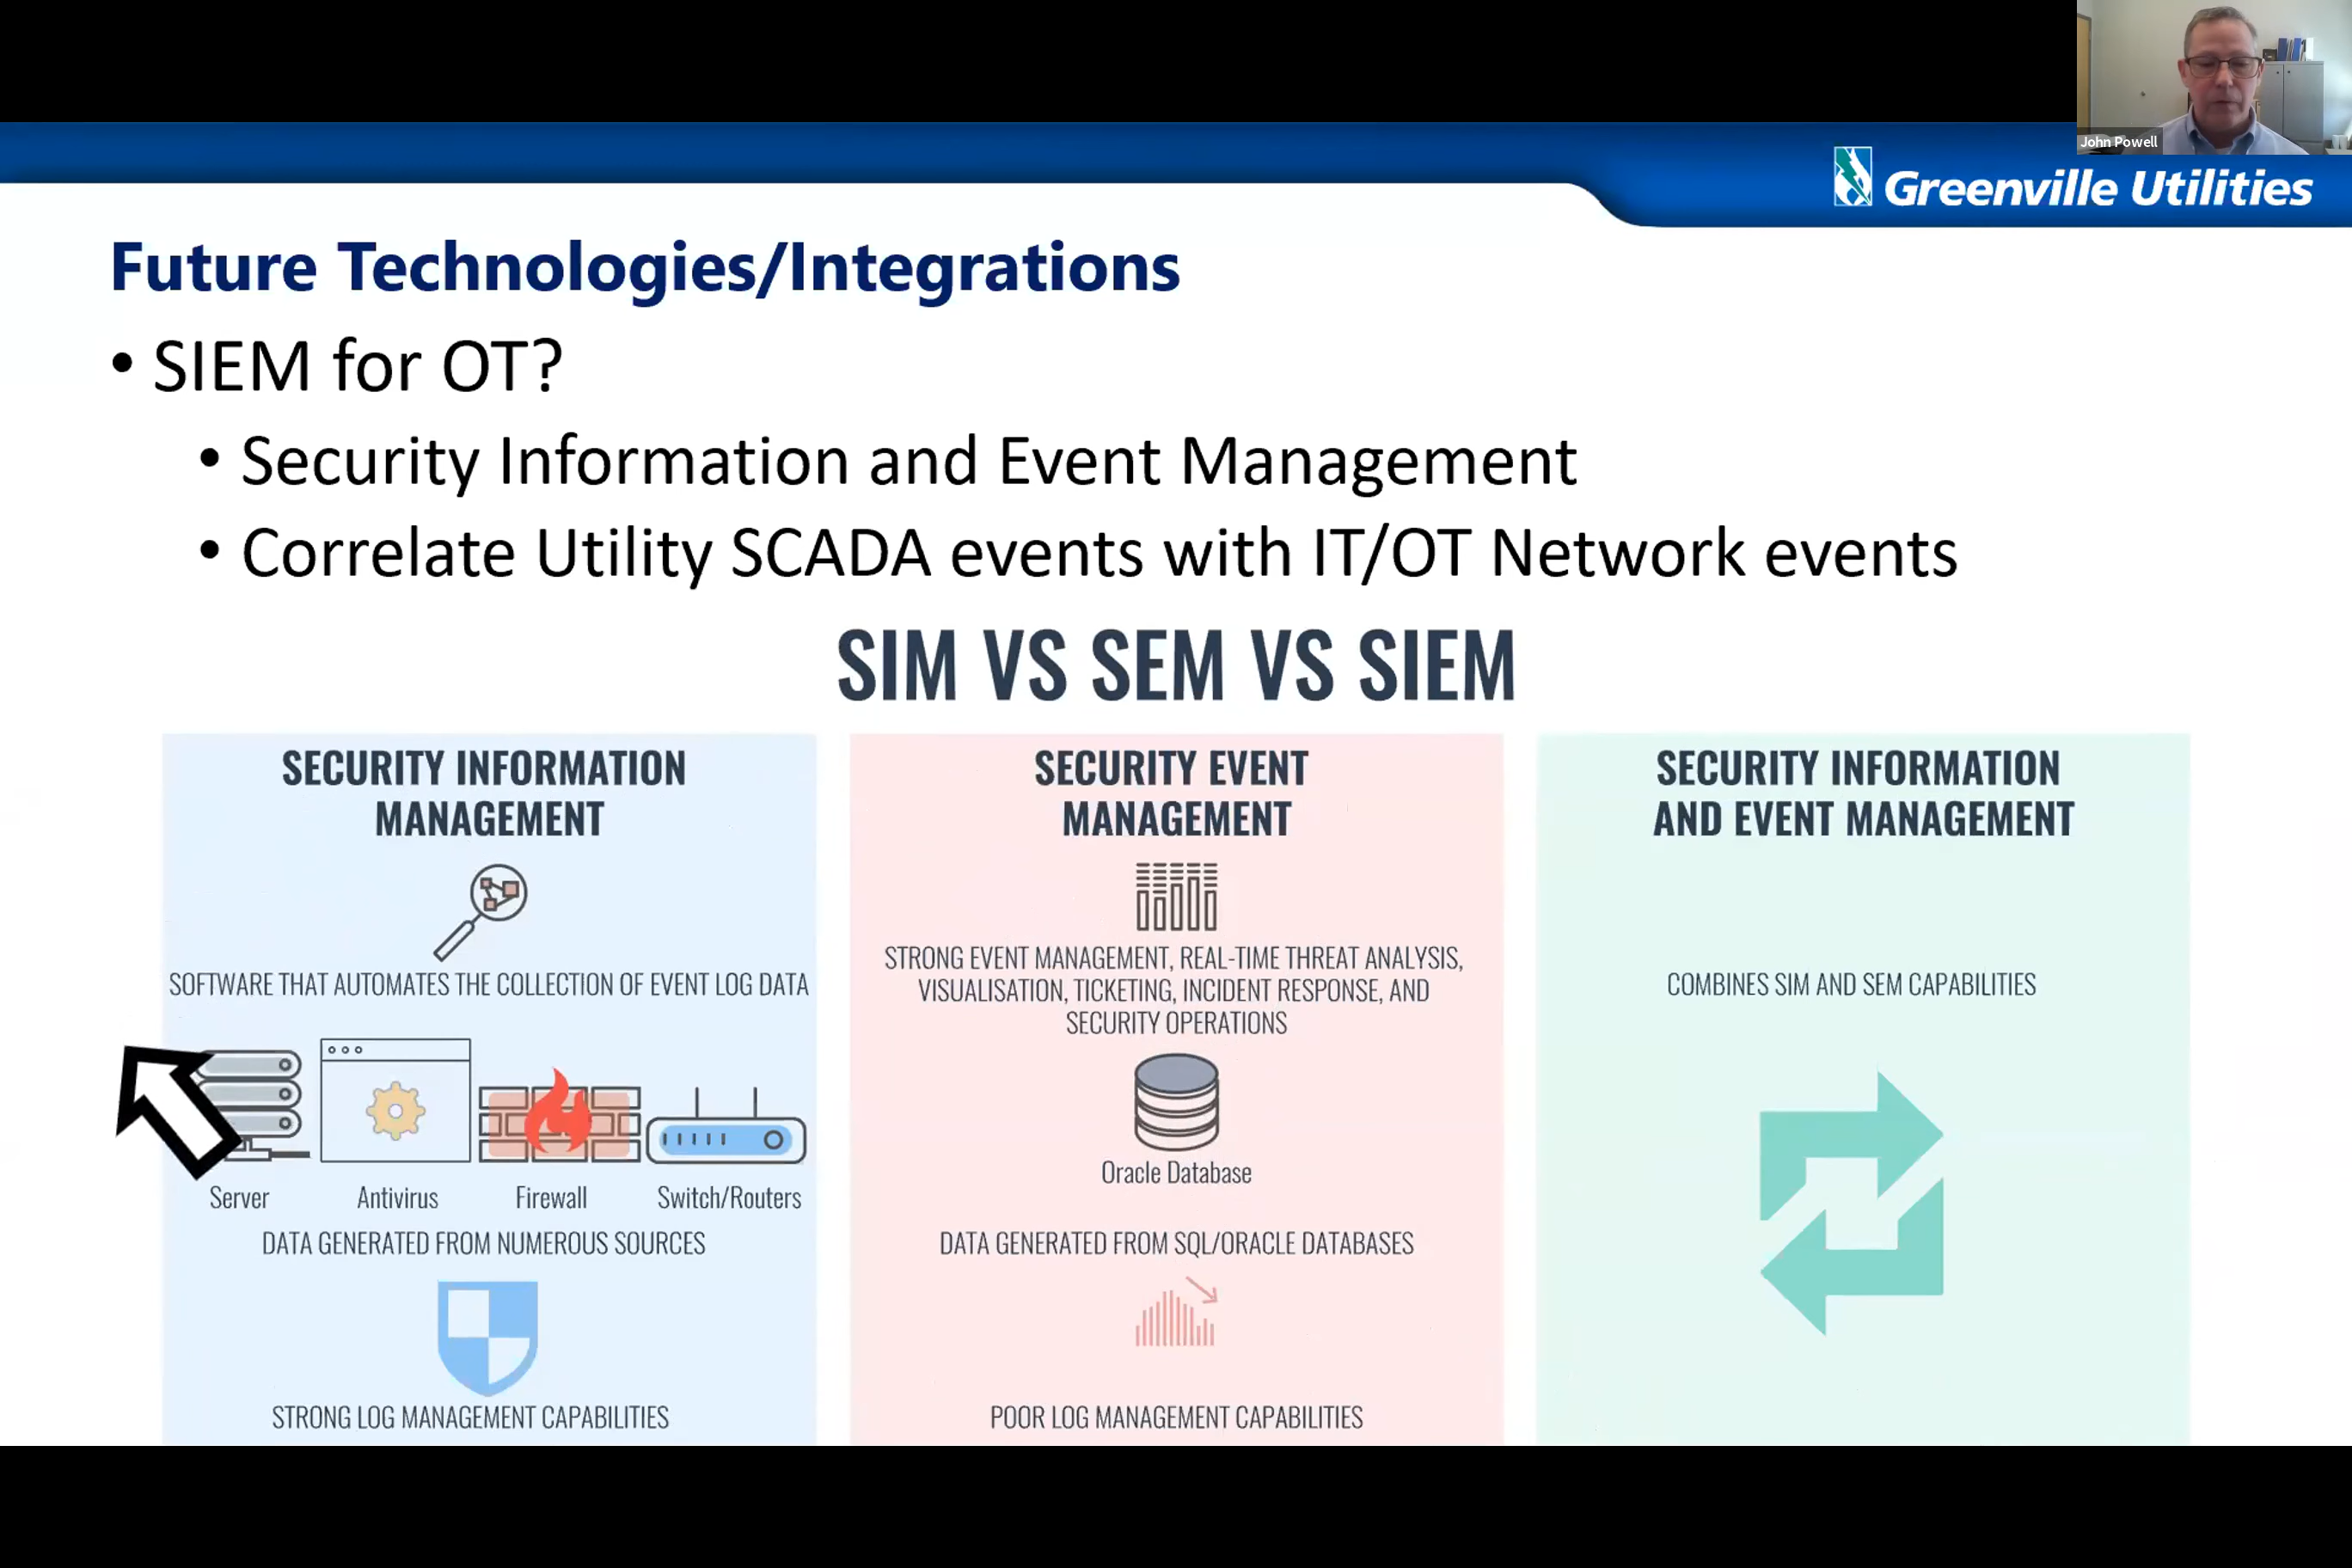 John Powell
Greenville Utilities
Future Technologies/Integrations
• SIEM for OT?
• Security Information and Event Management
• Correlate Utility SCADA events with IT/OT Network events
SIM VS SEM VS SIEM
SECURITY INFORMATION
MANAGEMENT
SOFTWARE THAT AUTOMATES THE COLLECTION OF EVENT LOG DATA
Server
Antivirus
Firewall
Switch/Routers
DATA GENERATED FROM NUMEROUS SOURCES
STRONG LOG MANAGEMENT CAPABILITIES
SECURITY EVENT
MANAGEMENT
STRONG EVENT MANAGEMENT, REAL-TIME THREAT ANALYSIS,
VISUALISATION, TICKETING, INCIDENT RESPONSE, AND
SECURITY OPERATIONS
Oracle Database
DATA GENERATED FROM SQL/ORACLE DATABASES
POOR LOG MANAGEMENT CAPABILITIES
SECURITY INFORMATION
AND EVENT MANAGEMENT
COMBINES SIM AND SEM CAPABILITIES